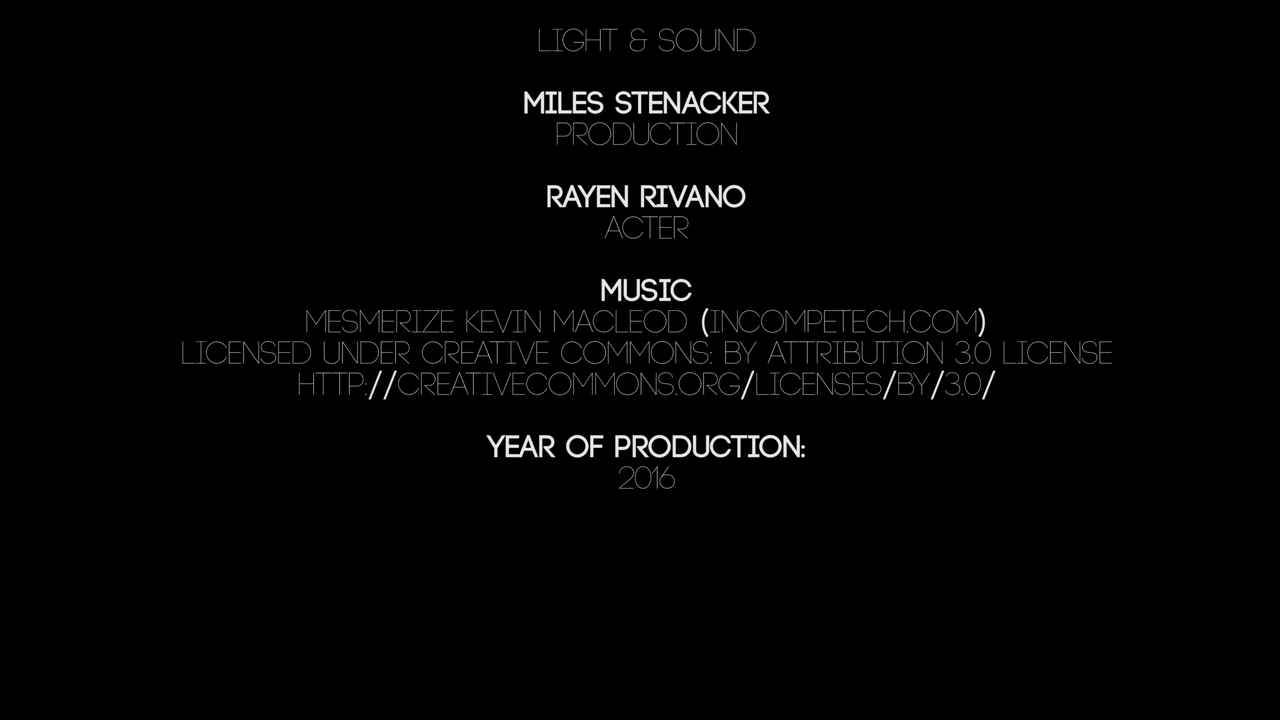 LIGHT & SOUND
MILES STENACKER
PRODUCTION
RAYEN RIVANO
ACTER
MUSIC
MESMERIZE KEVIN MACLEOD (INCOMPETECH.COM)
LICENSED UNDER CREATIVE COMMONS: BY ATTRIBUTION 3.0 LICENSE
HTTP://CREATIVECOMMONS.ORG/LICENSES/BY/3.0/
YEAR OF PRODUCTION:
2016